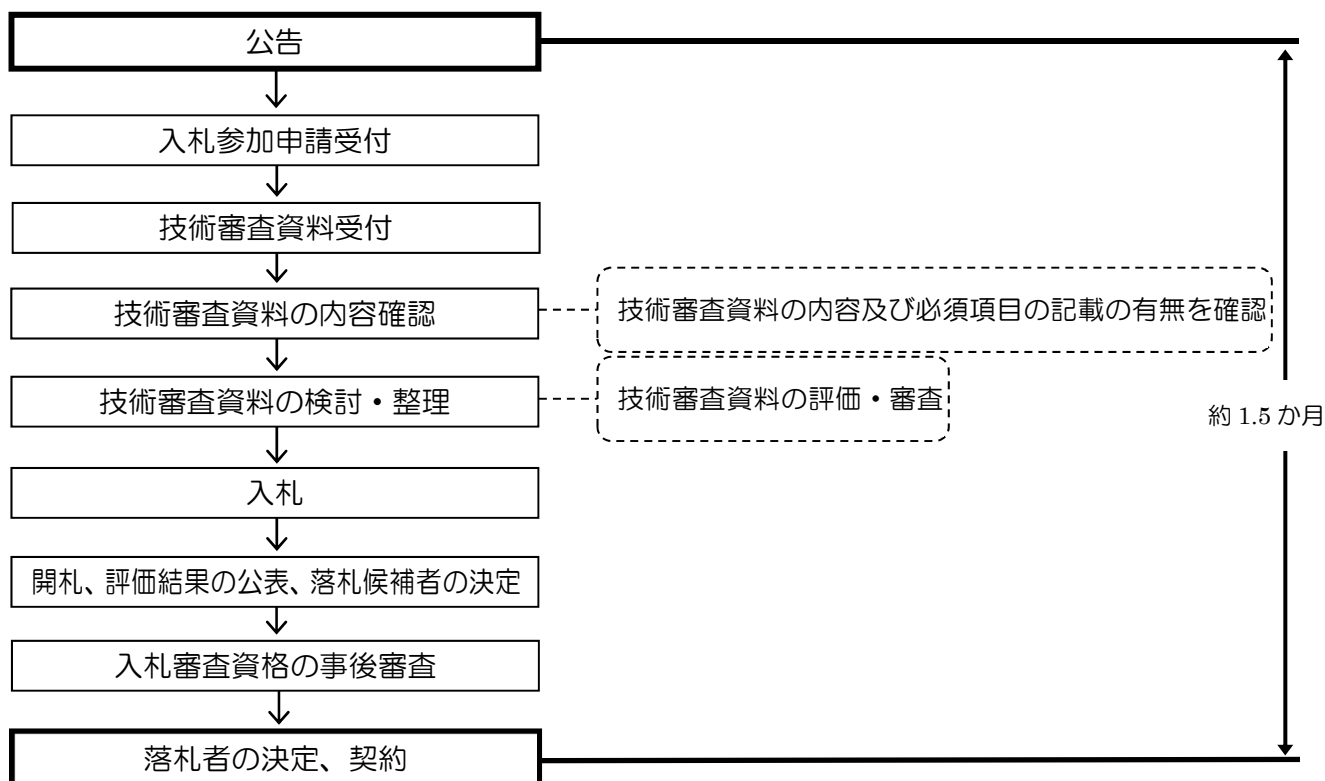 公告
入札参加申請受付
技術審査資料受付
技術審査資料の内容確認
技術審査資料の内容及び必須項目の記載の有無を確認
技術審査資料の検討・整理
技術審査資料の評価・審査
約 1.5 か月
入札
開札、評価結果の公表、落札候補者の決定
入札審査資格の事後審査
落札者の決定、契約